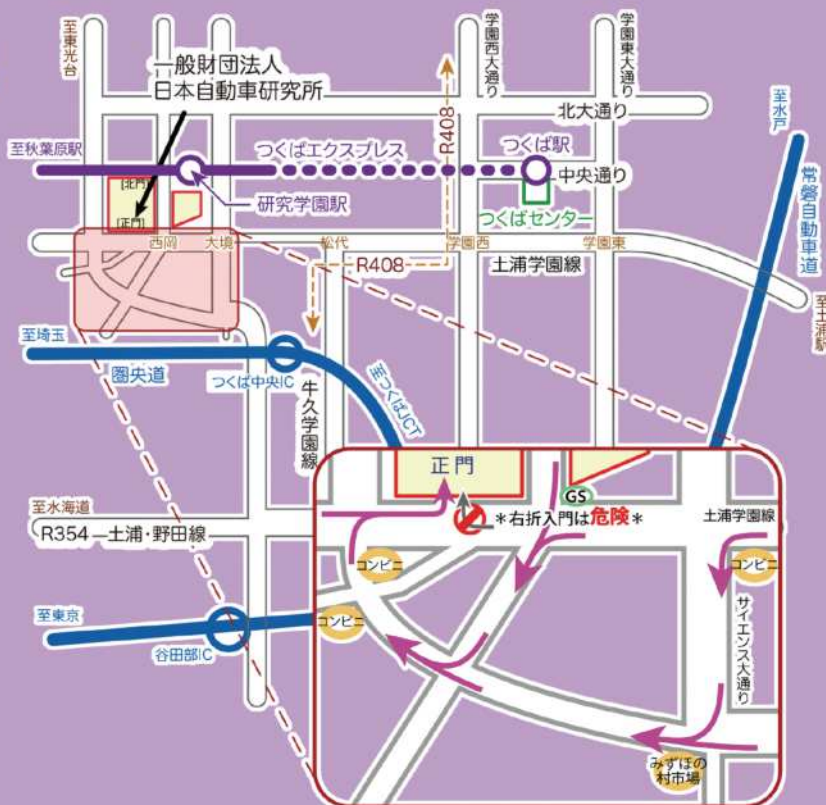 至東光台
一般財団法人
日本自動車研究所
学園西大通り
学園東大通り
R408
北大通り
至水戸
至秋葉原駅
つくばエクスプレス
つくば駅
中央通り
[北門]
研究学園駅
つくばセンター
[正門]
常磐自動車道
西岡
大境
松代
学園西
学園東
R408
土浦学園線
至土浦駅
至埼玉
圏央道
つくば中央IC
至つくばJCT
牛久学園線
正門
GS
至水海道
R354
土浦・野田線
*右折入門は危険*
土浦学園線
コンビニ
コンビニ
至東京
コンビニ
谷田部IC
サイエンス大通り
みずほの
村市場